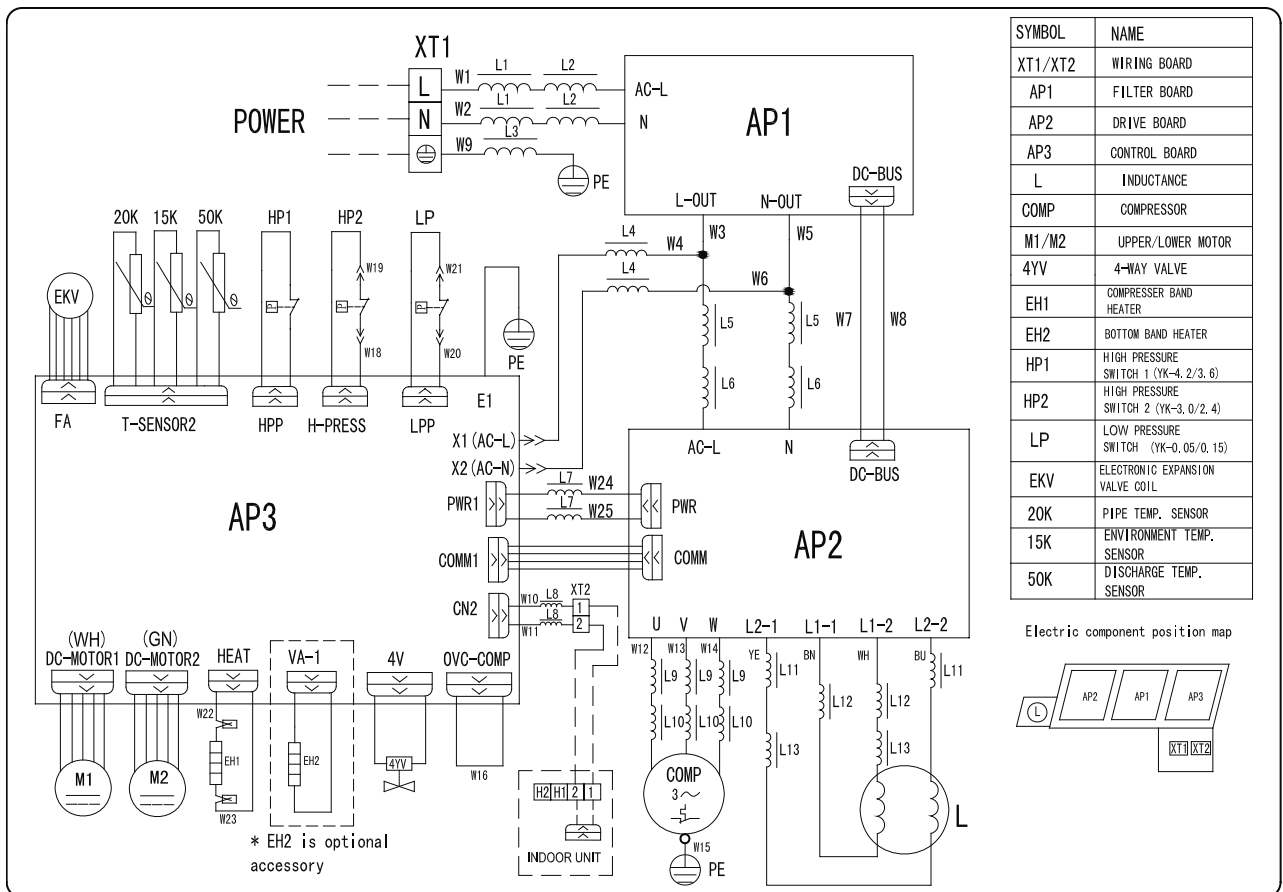 XT1
POWER
L
N
W1
L1
L2
W2
L1
L2
W9
L3
PE
AC-L
N
AP1
DC-BUS
L-OUT
N-OUT
20K
15K
50K
HP1
HP2
LP
EKV
W19
W18
W21
W20
PE
L4
W4
L4
W3
W5
W6
L5
L5
W7
W8
L6
L6
FA
T-SENSOR2
HPP
H-PRESS
LPP
E1
X1(AC-L)
X2(AC-N)
AP3
PWR1
L7
W24
L7
W25
PWR
COMM1
COMM
CN2
W10
L8
XT2
W11
L8
1
2
AC-L
N
DC-BUS
AP2
U
V
W
L2-1
L1-1
L1-2
L2-2
(WH)
DC-MOTOR1
(GN)
DC-MOTOR2
HEAT
VA-1
4V
OVC-COMP
W22
EH1
W23
EH2
4YV
W16
M1
M2
* EH2 is optional
accessory
H2
H1
2
1
INDOOR UNIT
W12
W13
W14
YE
BN
WH
BU
L9
L9
L9
L11
L11
L10
L10
L10
L12
L12
L13
L13
COMP
3~
W15
PE
L
SYMBOL NAME
XT1/XT2 WIRING BOARD
AP1 FILTER BOARD
AP2 DRIVE BOARD
AP3 CONTROL BOARD
L INDUCTANCE
COMP COMPRESSOR
M1/M2 UPPER/LOWER MOTOR
4YV 4-WAY VALVE
EH1 COMPRESSER BAND
HEATER
EH2 BOTTOM BAND HEATER
HP1 HIGH PRESSURE
SWITCH 1 (YK-4.2/3.6)
HP2 HIGH PRESSURE
SWITCH 2 (YK-3.0/2.4)
LP LOW PRESSURE
SWITCH (YK-0.05/0.15)
EKV ELECTRONIC EXPANSION
VALVE COIL
20K PIPE TEMP. SENSOR
15K ENVIRONMENT TEMP.
SENSOR
50K DISCHARGE TEMP.
SENSOR
Electric component position map
L
AP2
AP1
AP3
XT1
XT2